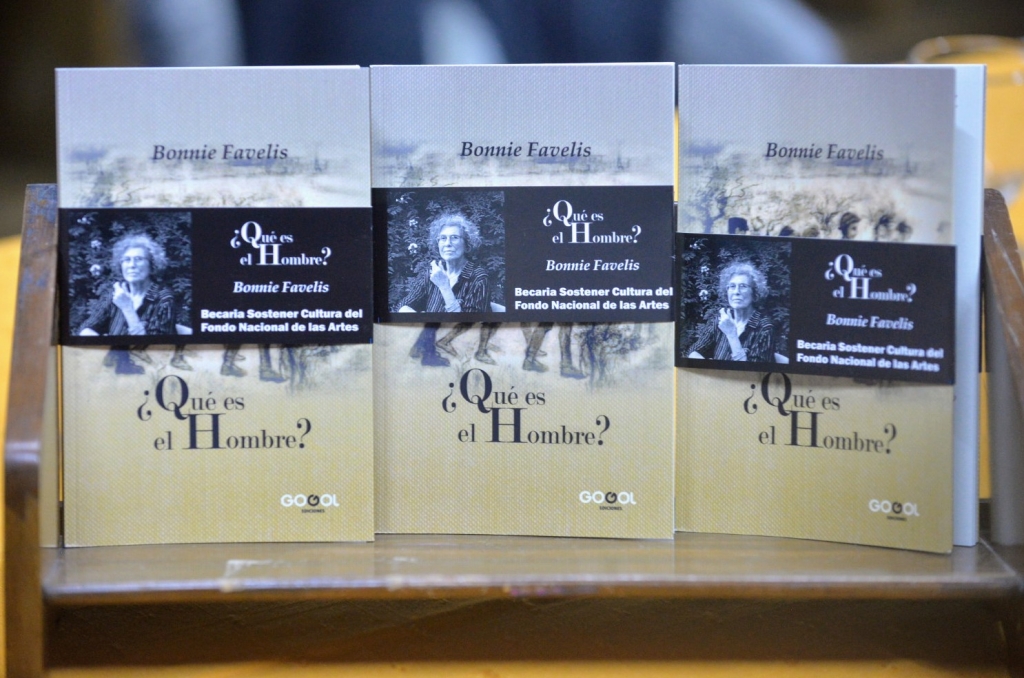 Bonnie Favelis
¿Qué es
el Hombre?
Bonnie Favelis
Becaria Sostener Cultura del
Fondo Nacional de las Artes
¿Qué es
el Hombre?
GOGOL
EDICIONES
Bonnie Favelis
¿Qué es
el Hombre?
Bonnie Favelis
Becaria Sostener Cultura del
Fondo Nacional de las Artes
¿Qué es
el Hombre?
GOGOL
EDICIONES
Bonnie Favelis
¿Qué es
el Hombre?
Bonnie Favelis
Becaria Sostener Cultura del
Fondo Nacional de las Artes
¿Qué es
el Hombre?
GOGOL
EDICIONES